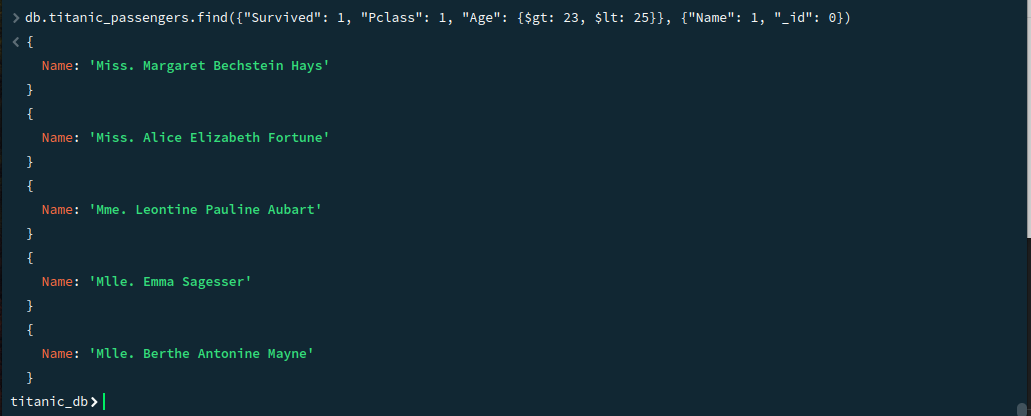 > db.titanic_passengers.find({"Survived": 1, "Pclass": 1, "Age": {$gt: 23, $lt: 25}}, {"Name": 1, "_id": 0})
< {
Name: 'Miss. Margaret Bechstein Hays'
}
{
Name: 'Miss. Alice Elizabeth Fortune'
}
{
Name: 'Mme. Leontine Pauline Aubart'
}
{
Name: 'Mlle. Emma Sagesser'
}
{
Name: 'Mlle. Berthe Antonine Mayne'
}
titanic_db>